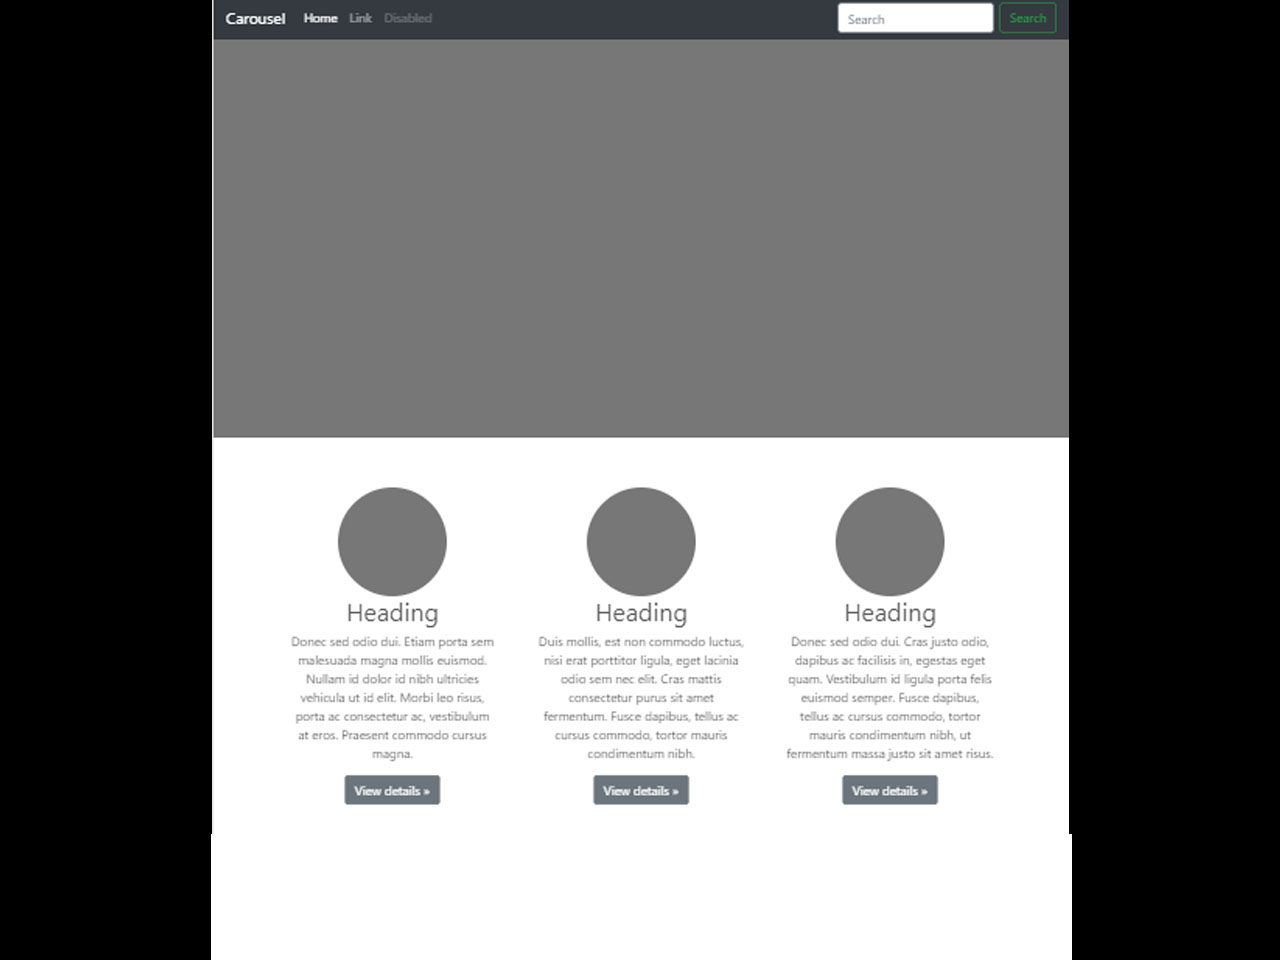 Carousel Home Link Disabled Search Search
Heading
Donec sed odio dui. Etiam porta sem
malesuada magna mollis euismod.
Nullam id dolor id nibh ultricies
vehicula ut id elit. Morbi leo risus,
porta ac consectetur ac, vestibulum
at eros. Praesent commodo cursus
magna.
View details »
Heading
Duis mollis, est non commodo luctus,
nisi erat porttitor ligula, eget lacinia
odio sem nec elit. Cras mattis
consectetur purus sit amet
fermentum. Fusce dapibus, tellus ac
cursus commodo, tortor mauris
condimentum nibh.
View details »
Heading
Donec sed odio dui. Cras justo odio,
dapibus ac facilisis in, egestas eget
quam. Vestibulum id ligula porta felis
euismod semper. Fusce dapibus,
tellus ac cursus commodo, tortor
mauris condimentum nibh, ut
fermentum massa justo sit amet risus.
View details »